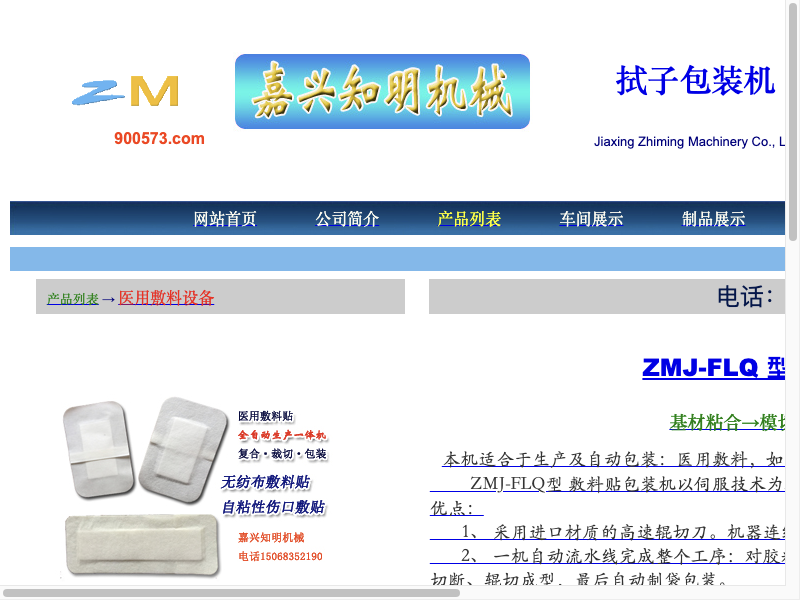 ZM
900573.com
嘉兴知明机械
拭子包装机
Jiaxing Zhiming Machinery Co., L
网站首页 公司简介 产品列表 车间展示 制品展示
产品列表 → 医用敷料设备
电话：
医用敷料贴
全自动生产一体机
复合·裁切·包装
无纺布敷料贴
自粘性伤口敷贴
嘉兴知明机械
电话15068352190
ZMJ-FLQ 型
基材粘合→模切
本机适合于生产及自动包装：医用敷料，如
ZMJ-FLQ型 敷料贴包装机以伺服技术为
优点：
1、 采用进口材质的高速辊切刀。机器连续
2、 一机自动流水线完成整个工序：对胶
切断、辊切成型，最后自动制袋包装。